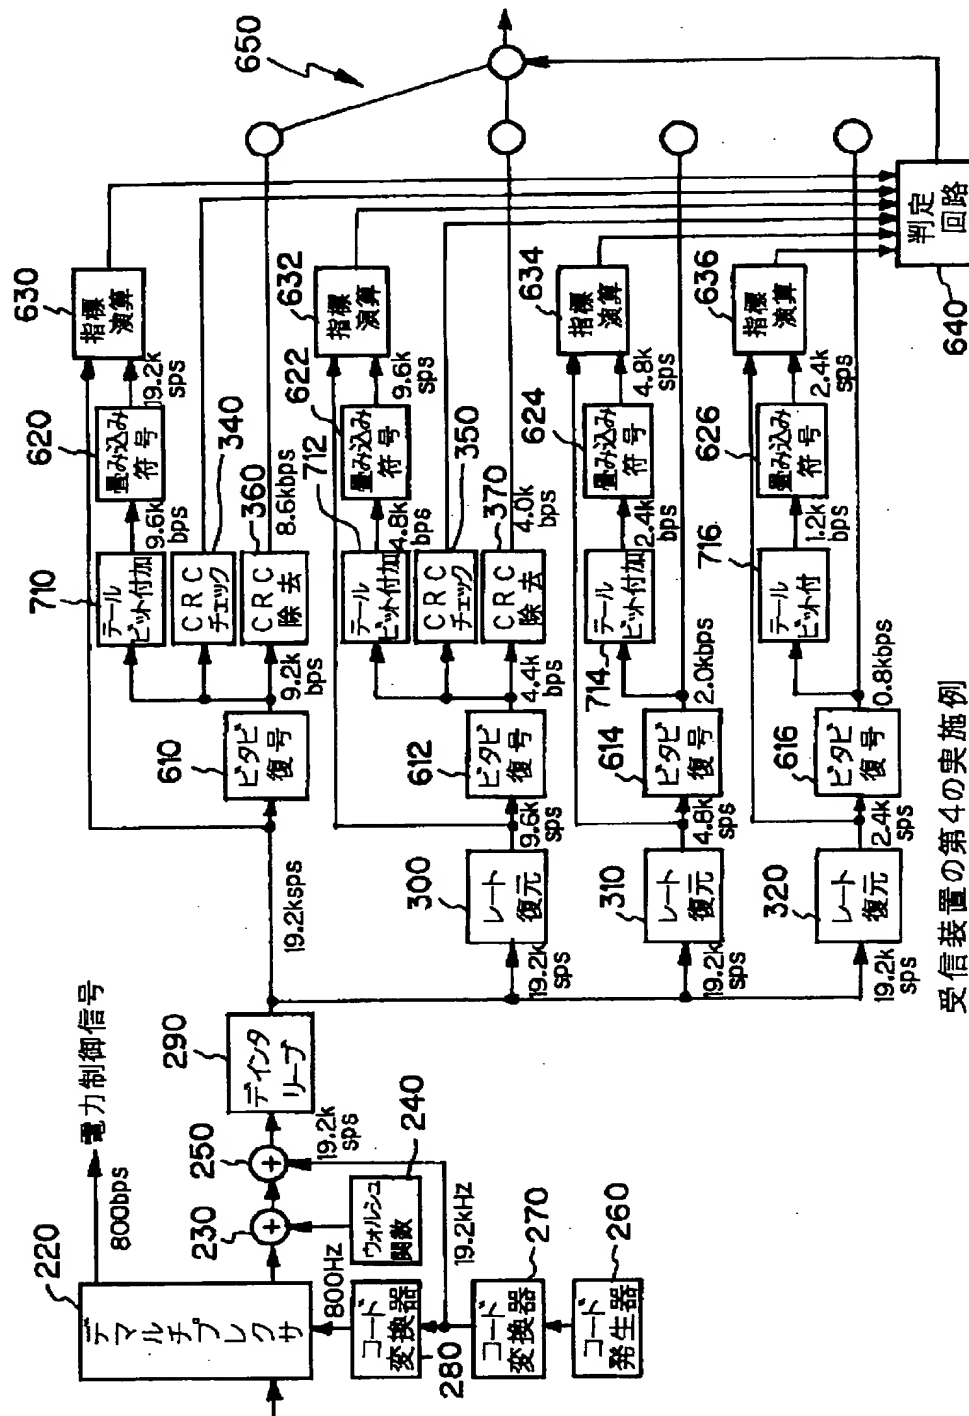 220
デマルチプレクサ
800bps
電力制御信号
230
250
240
ウォルシュ
関数
19.2k
sps
290
デインタ
リーブ
800Hz
コード
変換器
280
19.2kHz
コード
変換器
270
コード
発生器
260
19.2ksps
610
ビタビ
復号
9.2k
bps
710
テール
ビット付加
9.6k
bps
CRC
チェック
340
CRC
除去
360
8.6kbps
620
畳み込み
符号
19.2k
sps
630
指標
演算
19.2k
sps
300
レート
復元
9.6k
sps
612
ビタビ
復号
4.4k
bps
712
テール
ビット付加
4.8k
bps
CRC
チェック
350
CRC
除去
370
4.0k
bps
622
畳み込み
符号
9.6k
sps
632
指標
演算
19.2k
sps
310
レート
復元
4.8k
sps
614
ビタビ
復号
2.0kbps
714
テール
ビット付加
2.4k
bps
624
畳み込み
符号
4.8k
sps
634
指標
演算
19.2k
sps
320
レート
復元
2.4k
sps
616
ビタビ
復号
0.8kbps
716
テール
ビット付
1.2k
bps
626
畳み込み
符号
2.4k
sps
636
指標
演算
650
判定
回路
640
受信装置の第4の実施例